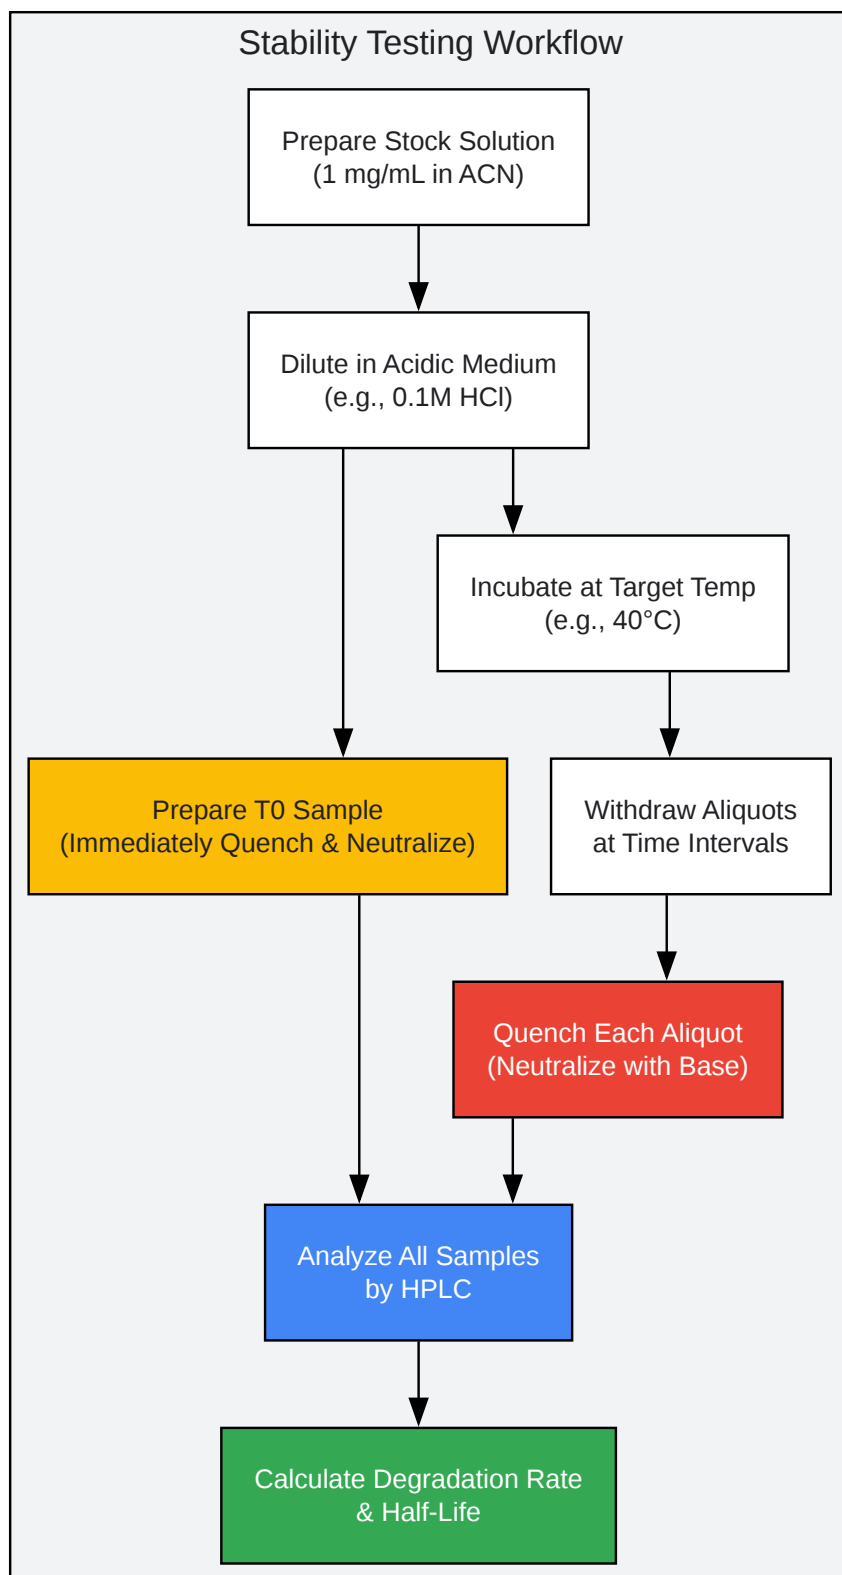 Stability Testing Workflow
Prepare Stock Solution
(1 mg/mL in ACN)
Dilute in Acidic Medium
(e.g., 0.1M HCl)
Incubate at Target Temp
(e.g., 40°C)
Prepare T0 Sample
(Immediately Quench & Neutralize)
Withdraw Aliquots
at Time Intervals
Quench Each Aliquot
(Neutralize with Base)
Analyze All Samples
by HPLC
Calculate Degradation Rate
& Half-Life